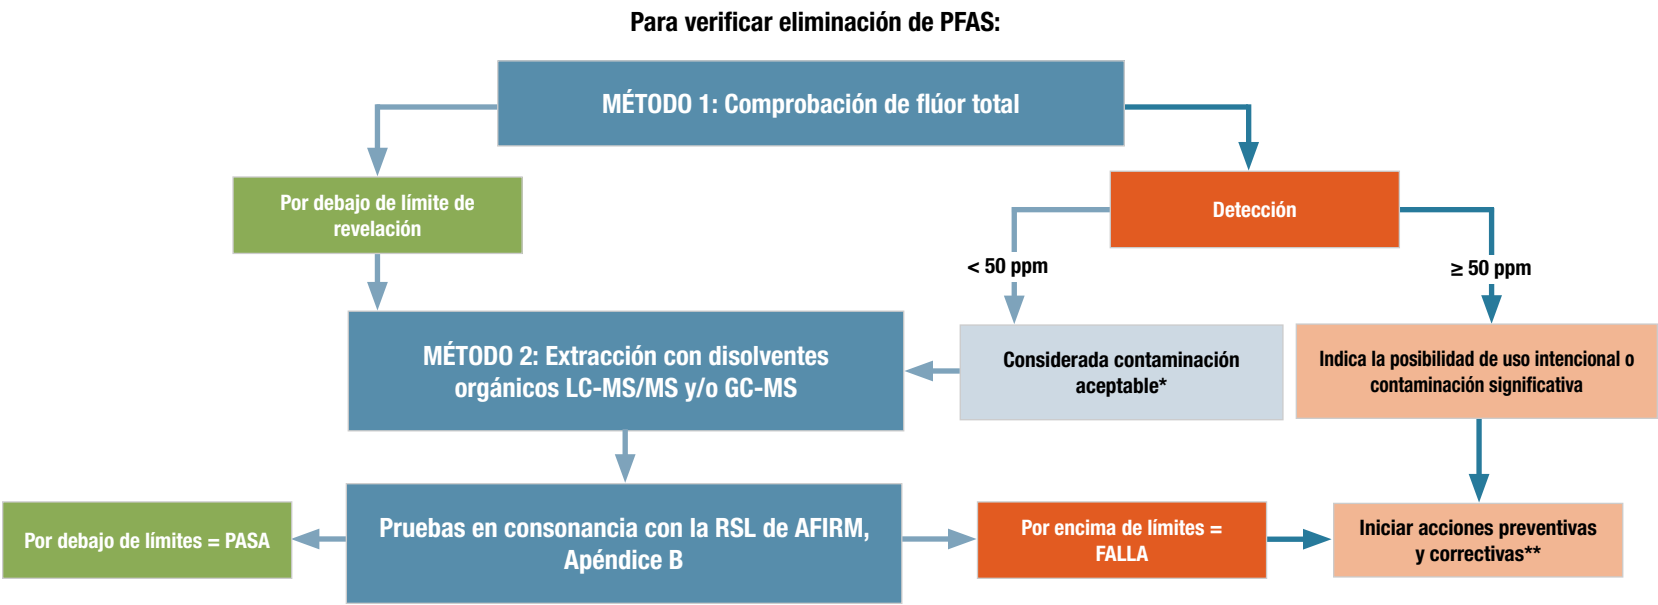 Para verificar eliminación de PFAS:
MÉTODO 1: Comprobación de flúor total
Por debajo de límite de
revelación
Detección
< 50 ppm
≥ 50 ppm
MÉTODO 2: Extracción con disolventes
orgánicos LC-MS/MS y/o GC-MS
Considerada contaminación
aceptable*
Indica la posibilidad de uso intencional o
contaminación significativa
Por debajo de límites = PASA
Pruebas en consonancia con la RSL de AFIRM,
Apéndice B
Por encima de límites =
FALLA
Iniciar acciones preventivas
y correctivas**